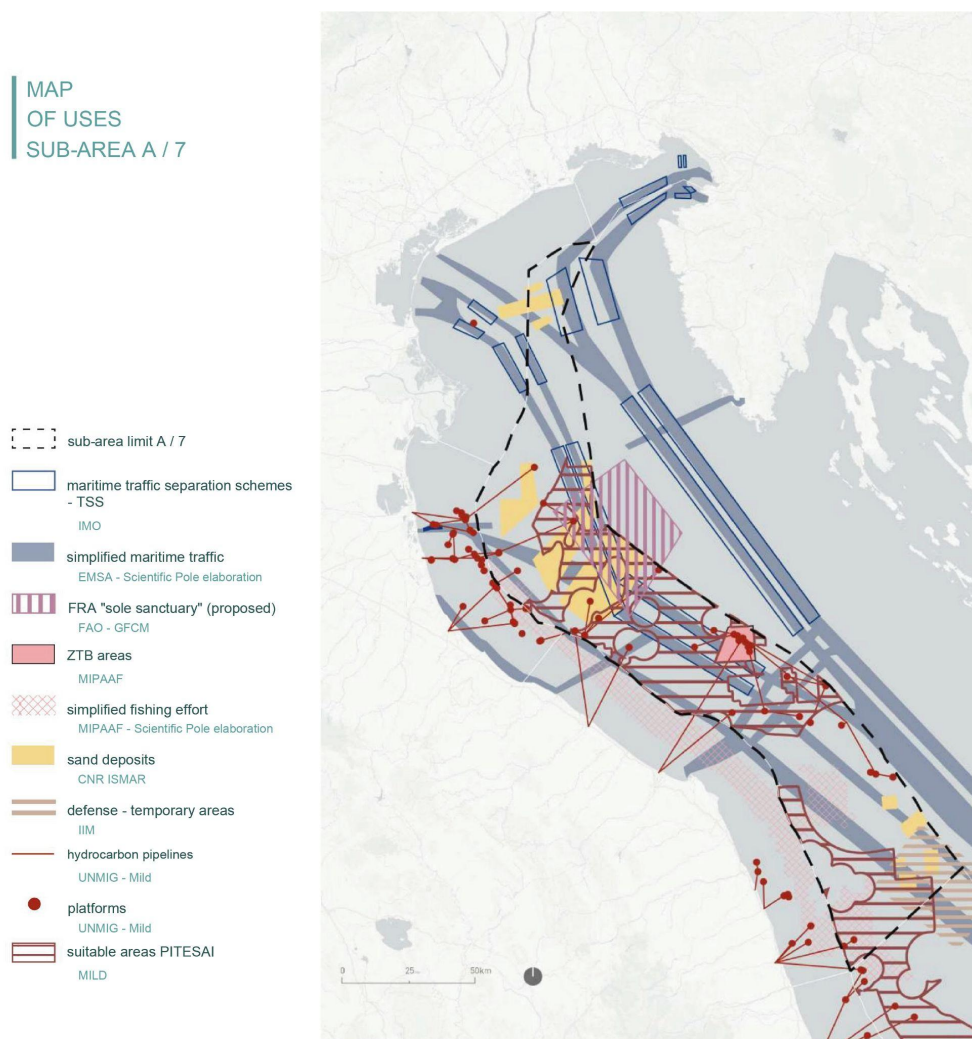 MAP
OF USES
SUB-AREA A / 7
sub-area limit A / 7
maritime traffic separation schemes
- TSS
IMO
simplified maritime traffic
EMSA - Scientific Pole elaboration
FRA "sole sanctuary" (proposed)
FAO - GFCM
ZTB areas
MIPAAF
simplified fishing effort
MIPAAF - Scientific Pole elaboration
sand deposits
CNR ISMAR
defense - temporary areas
IIM
hydrocarbon pipelines
UNMIG - Mild
platforms
UNMIG - Mild
suitable areas PITESAI
MILD
0 25 50km